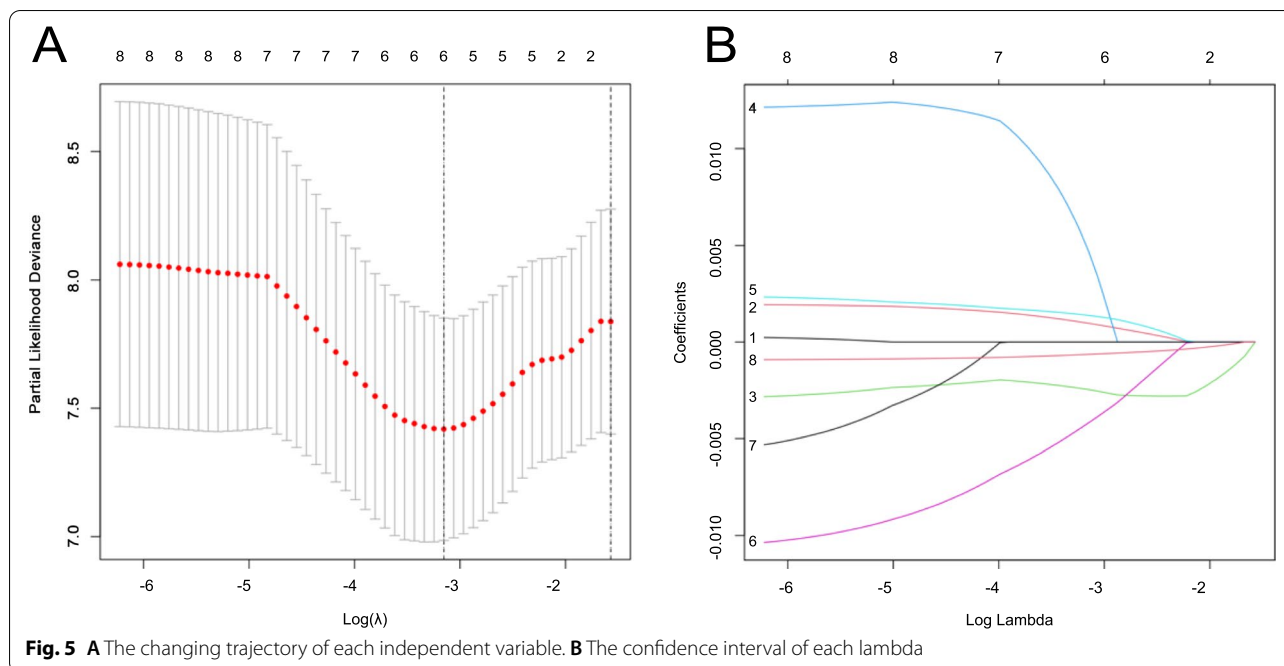 A
8 8 8 8 8 7 7 7 7 6 6 6 6 6 5 5 5 5 2 2
8.5
8.0
7.5
7.0
Partial Likelihood Deviance
-6 -5 -4 -3 -2
Log(λ)
B
8 8 7 6 2
0.010
0.005
0.000
-0.005
-0.010
Coefficients
4
5
2
1
8
3
7
6
-6 -5 -4 -3 -2
Log Lambda
Fig. 5 A The changing trajectory of each independent variable. B The confidence interval of each lambda